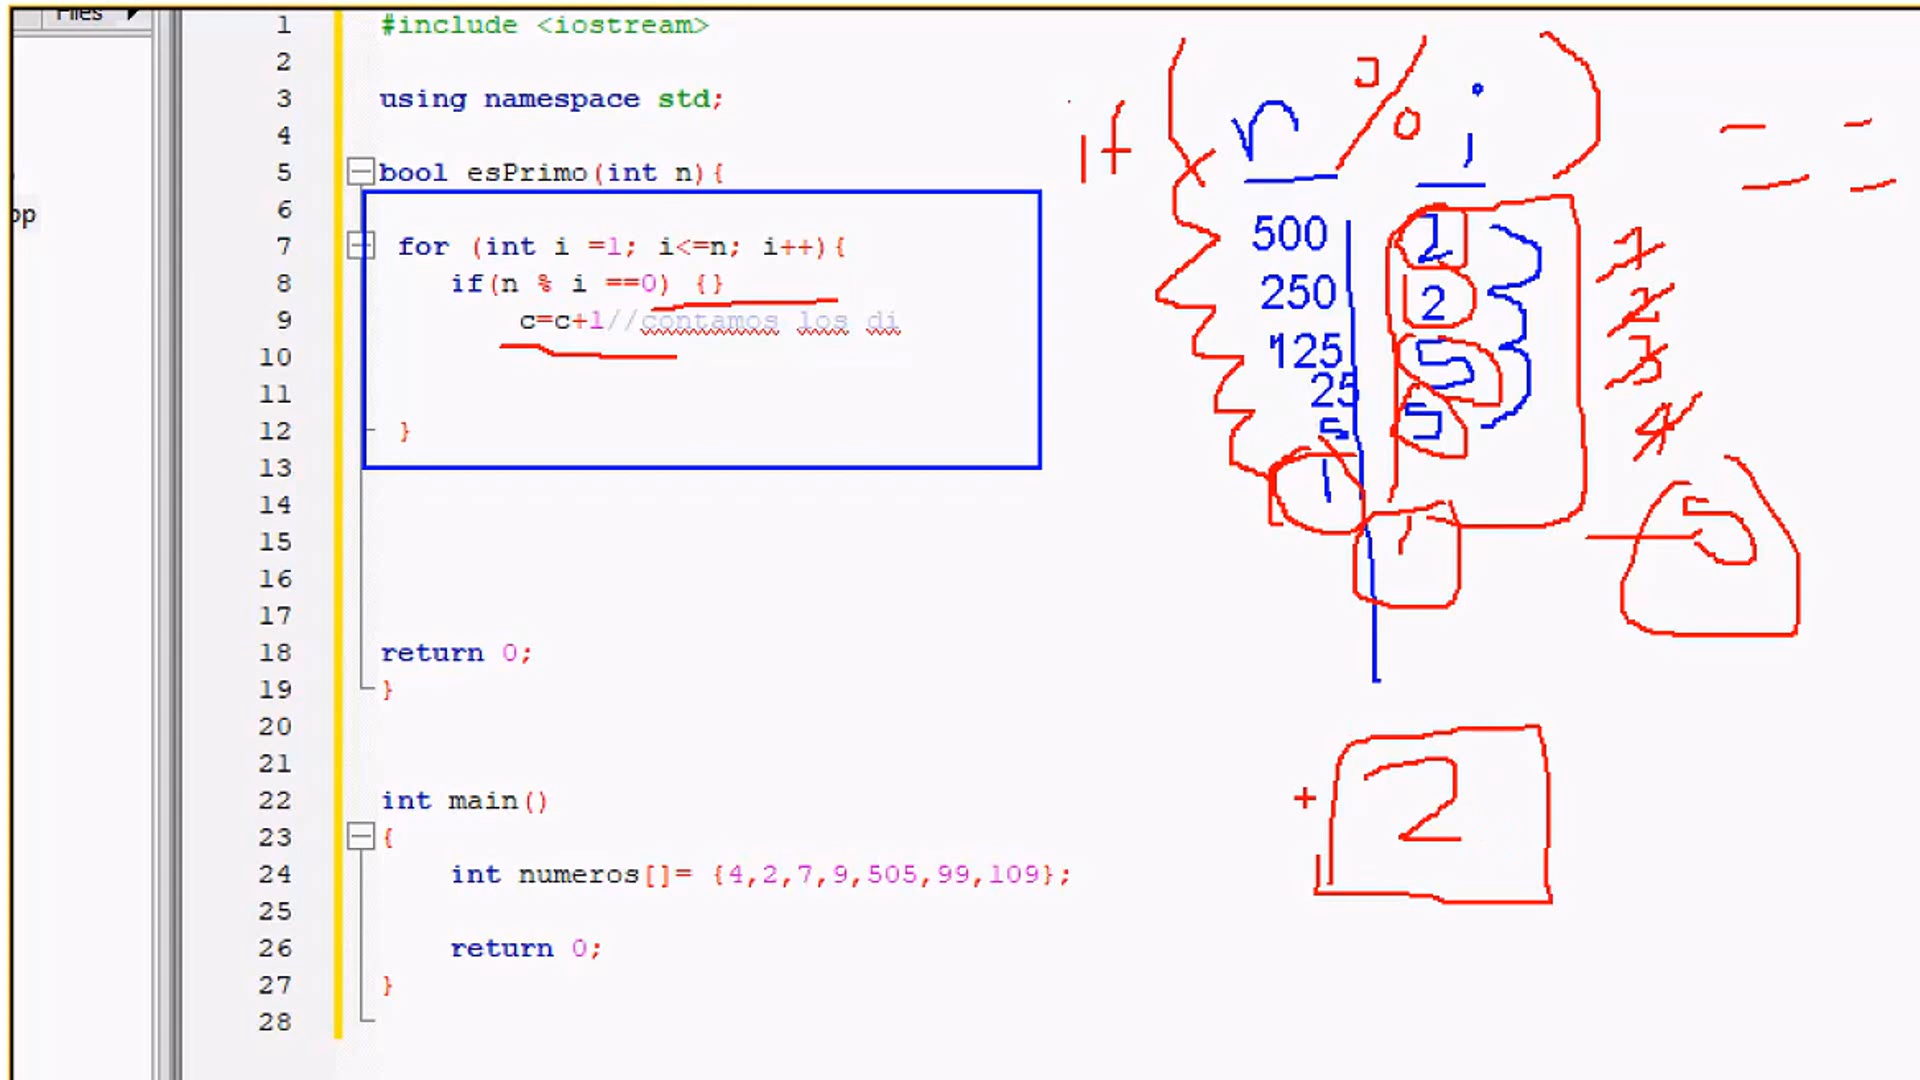 Files
pp
1 #include <iostream>
2
3 using namespace std;
4
5 bool esPrimo(int n){
6
7 for (int i =1; i<=n; i++){
8 if(n % i ==0) {}
9 c=c+1//contamos los di
10
11
12 }
13
14
15
16
17
18 return 0;
19 }
20
21
22 int main()
23 {
24 int numeros[]= {4,2,7,9,505,99,109};
25
26 return 0;
27 }
28
If ( n % i ) ==
500 2 1
250 2 2
125 5 3
25 5 4
5
1 1 5
+ 2